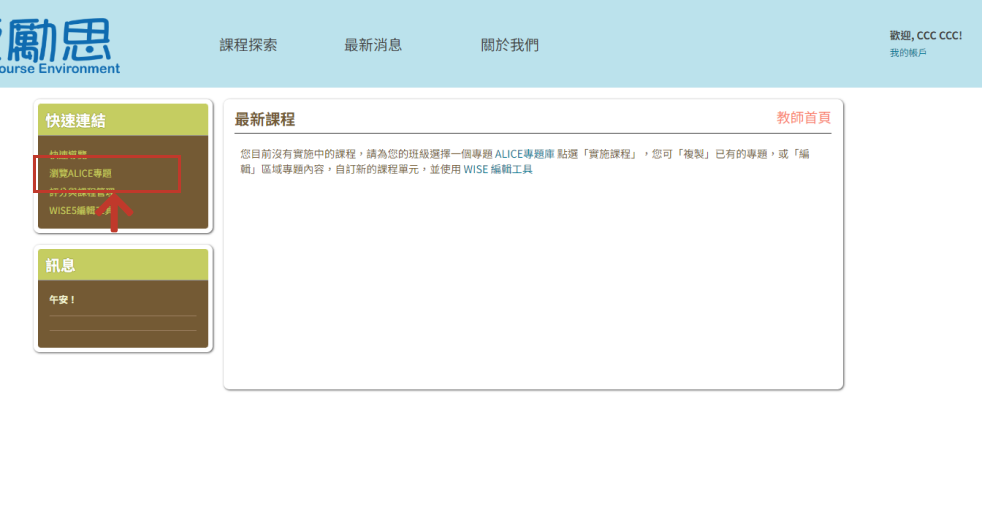 勵思
ourse Environment
課程探索
最新消息
關於我們
歡迎, CCC CCC!
我的帳戶
快速連結
瀏覽ALICE專題
評分與課程管理
WISE5編輯工具
訊息
午安！
最新課程
教師首頁
您目前沒有實施中的課程，請為您的班級選擇一個專題 ALICE專題庫 點選「實施課程」，您可「複製」已有的專題，或「編
輯」區域專題內容，自訂新的課程單元，並使用 WISE 編輯工具